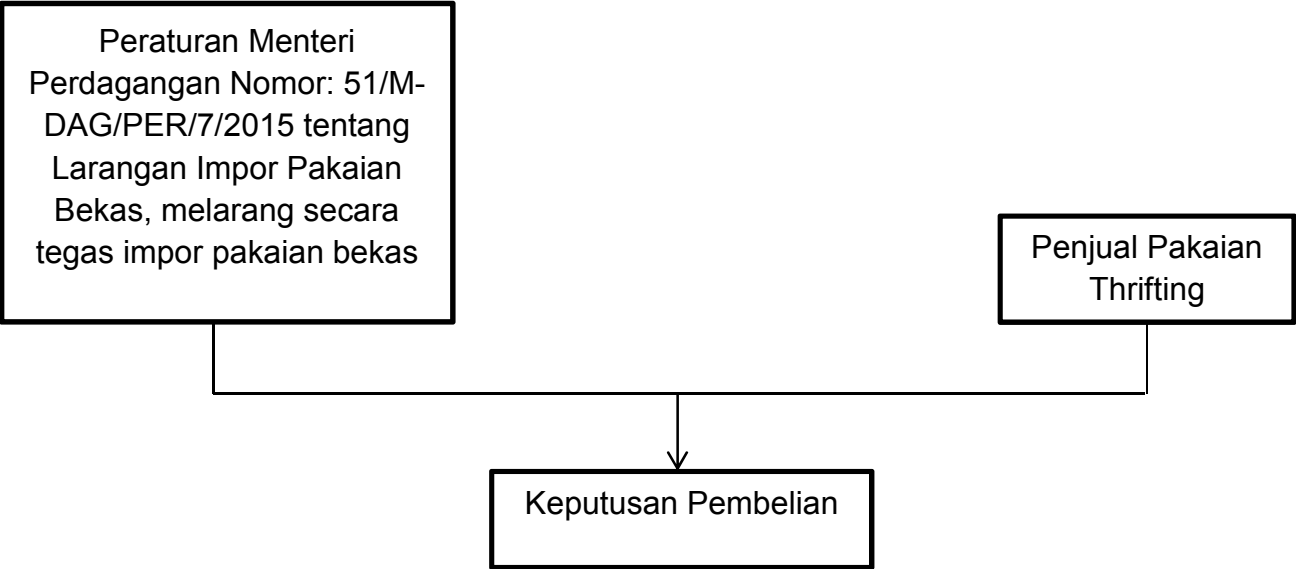 Peraturan Menteri
Perdagangan Nomor: 51/M-
DAG/PER/7/2015 tentang
Larangan Impor Pakaian
Bekas, melarang secara
tegas impor pakaian bekas
Penjual Pakaian
Thrifting
Keputusan Pembelian